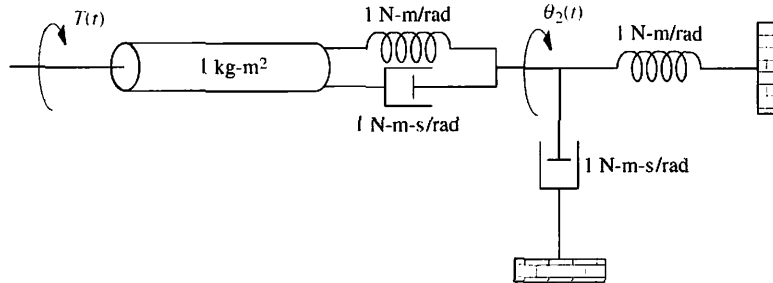 T(t)
1 kg-m²
1 N-m/rad
1 N-m-s/rad
θ₂(t)
1 N-m/rad
1 N-m-s/rad